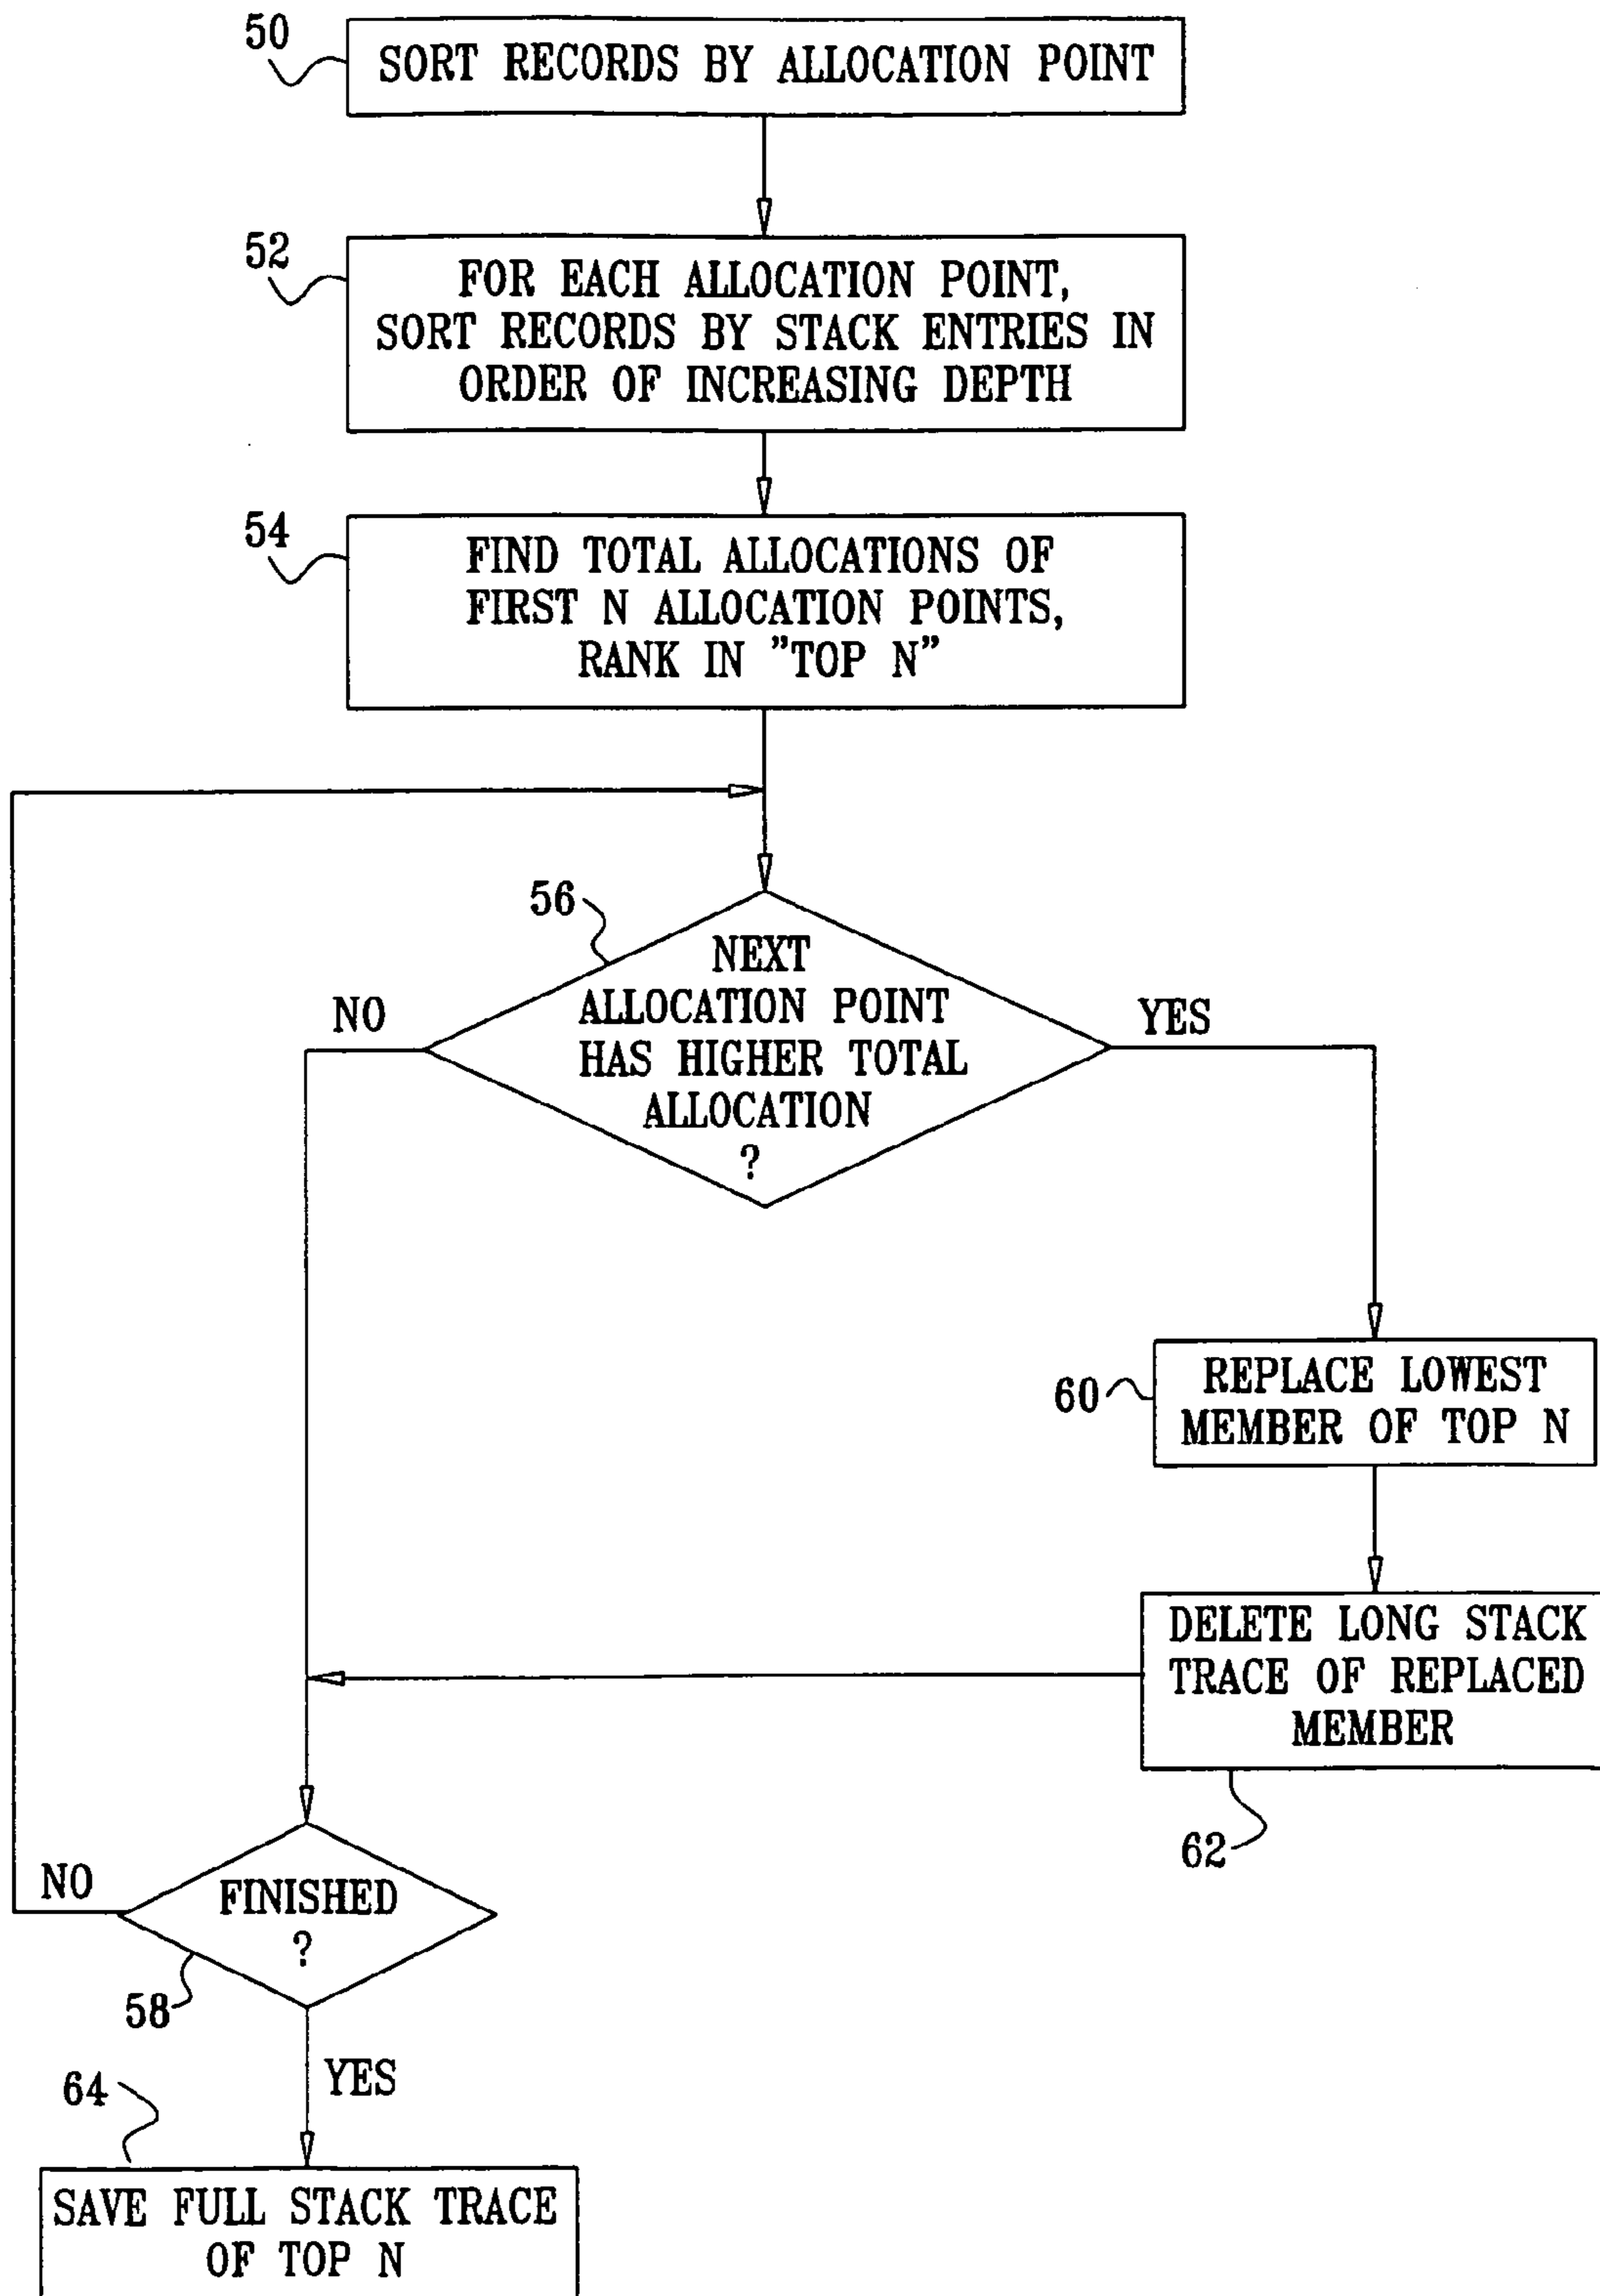 50
SORT RECORDS BY ALLOCATION POINT
52
FOR EACH ALLOCATION POINT,
SORT RECORDS BY STACK ENTRIES IN
ORDER OF INCREASING DEPTH
54
FIND TOTAL ALLOCATIONS OF
FIRST N ALLOCATION POINTS,
RANK IN ”TOP N”
56
NEXT
ALLOCATION POINT
HAS HIGHER TOTAL
ALLOCATION
?
NO
YES
60
REPLACE LOWEST
MEMBER OF TOP N
DELETE LONG STACK
TRACE OF REPLACED
MEMBER
62
NO
FINISHED
?
58
YES
64
SAVE FULL STACK TRACE
OF TOP N